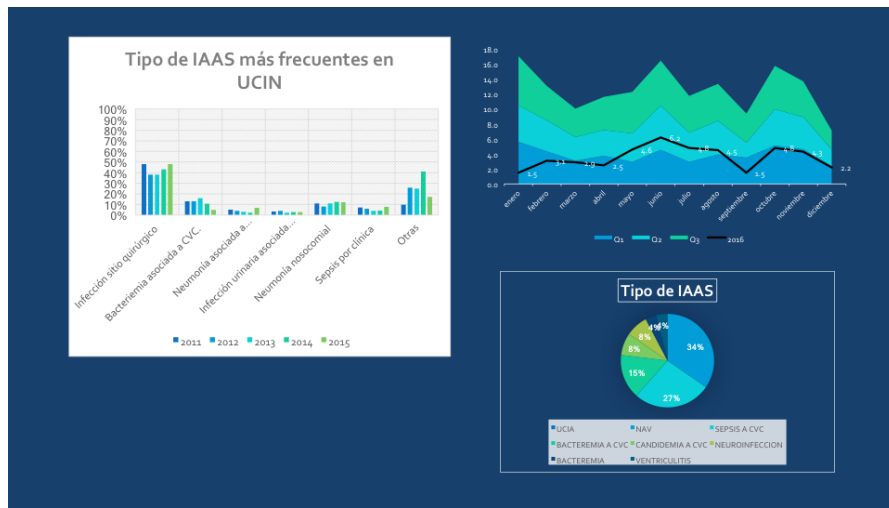 Tipo de IAAS más frecuentes en
UCIN
100%
90%
80%
70%
60%
50%
40%
30%
20%
10%
0%
Infección sitio quirúrgico
Bacteriemia asociada a CVC.
Neumonía asociada a...
Infección urinaria asociada...
Neumonía nosocomial
Sepsis por clínica
Otras
2011 2012 2013 2014 2015
18.0
16.0
14.0
12.0
10.0
8.0
6.0
4.0
2.0
0.0
1.5 3.1 2.9 2.5 4.6 6.2 4.8 4.5 1.5 4.8 4.3 2.2
enero febrero marzo abril mayo junio julio agosto septiembre octubre noviembre diciembre
Q1 Q2 Q3 2016
Tipo de IAAS
4% 4%
8% 34%
8%
15%
27%
UCIA NAV SEPSIS A CVC
BACTEREMIA A CVC CANDIDEMIA A CVC NEUROINFECCION
BACTEREMIA VENTRICULITIS